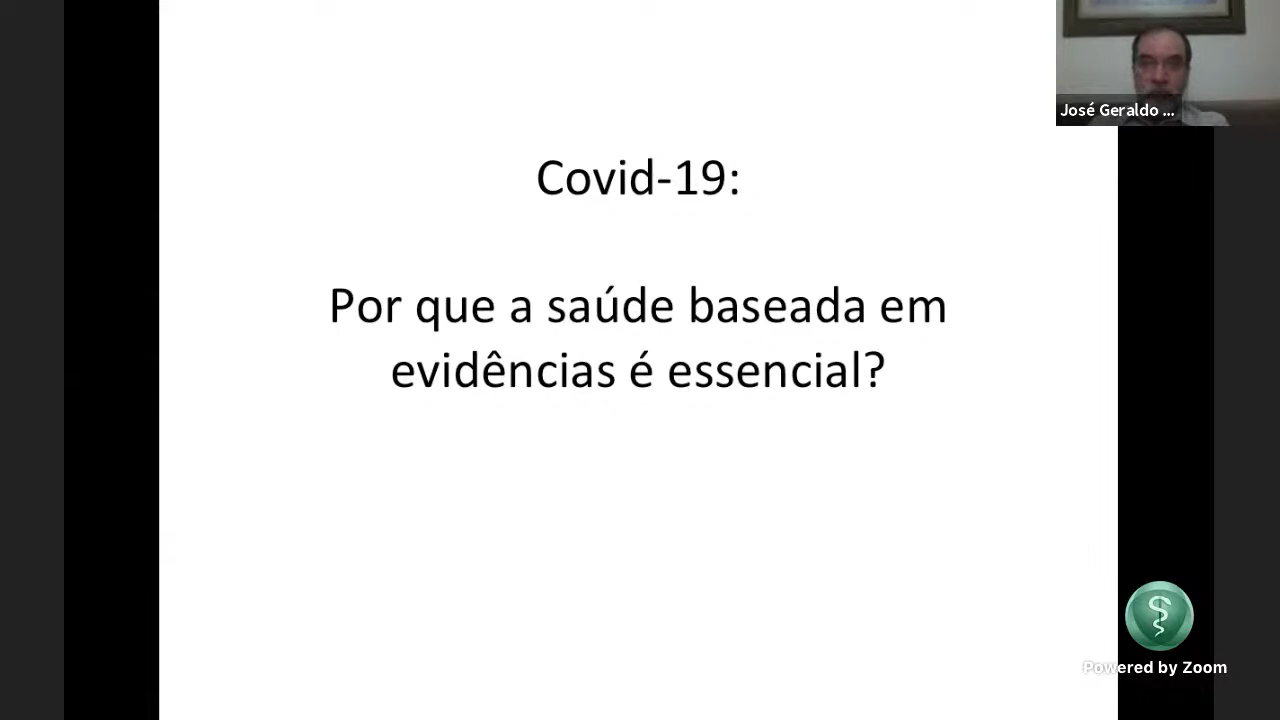 José Geraldo ...
Covid-19:
Por que a saúde baseada em
evidências é essencial?
Powered by Zoom